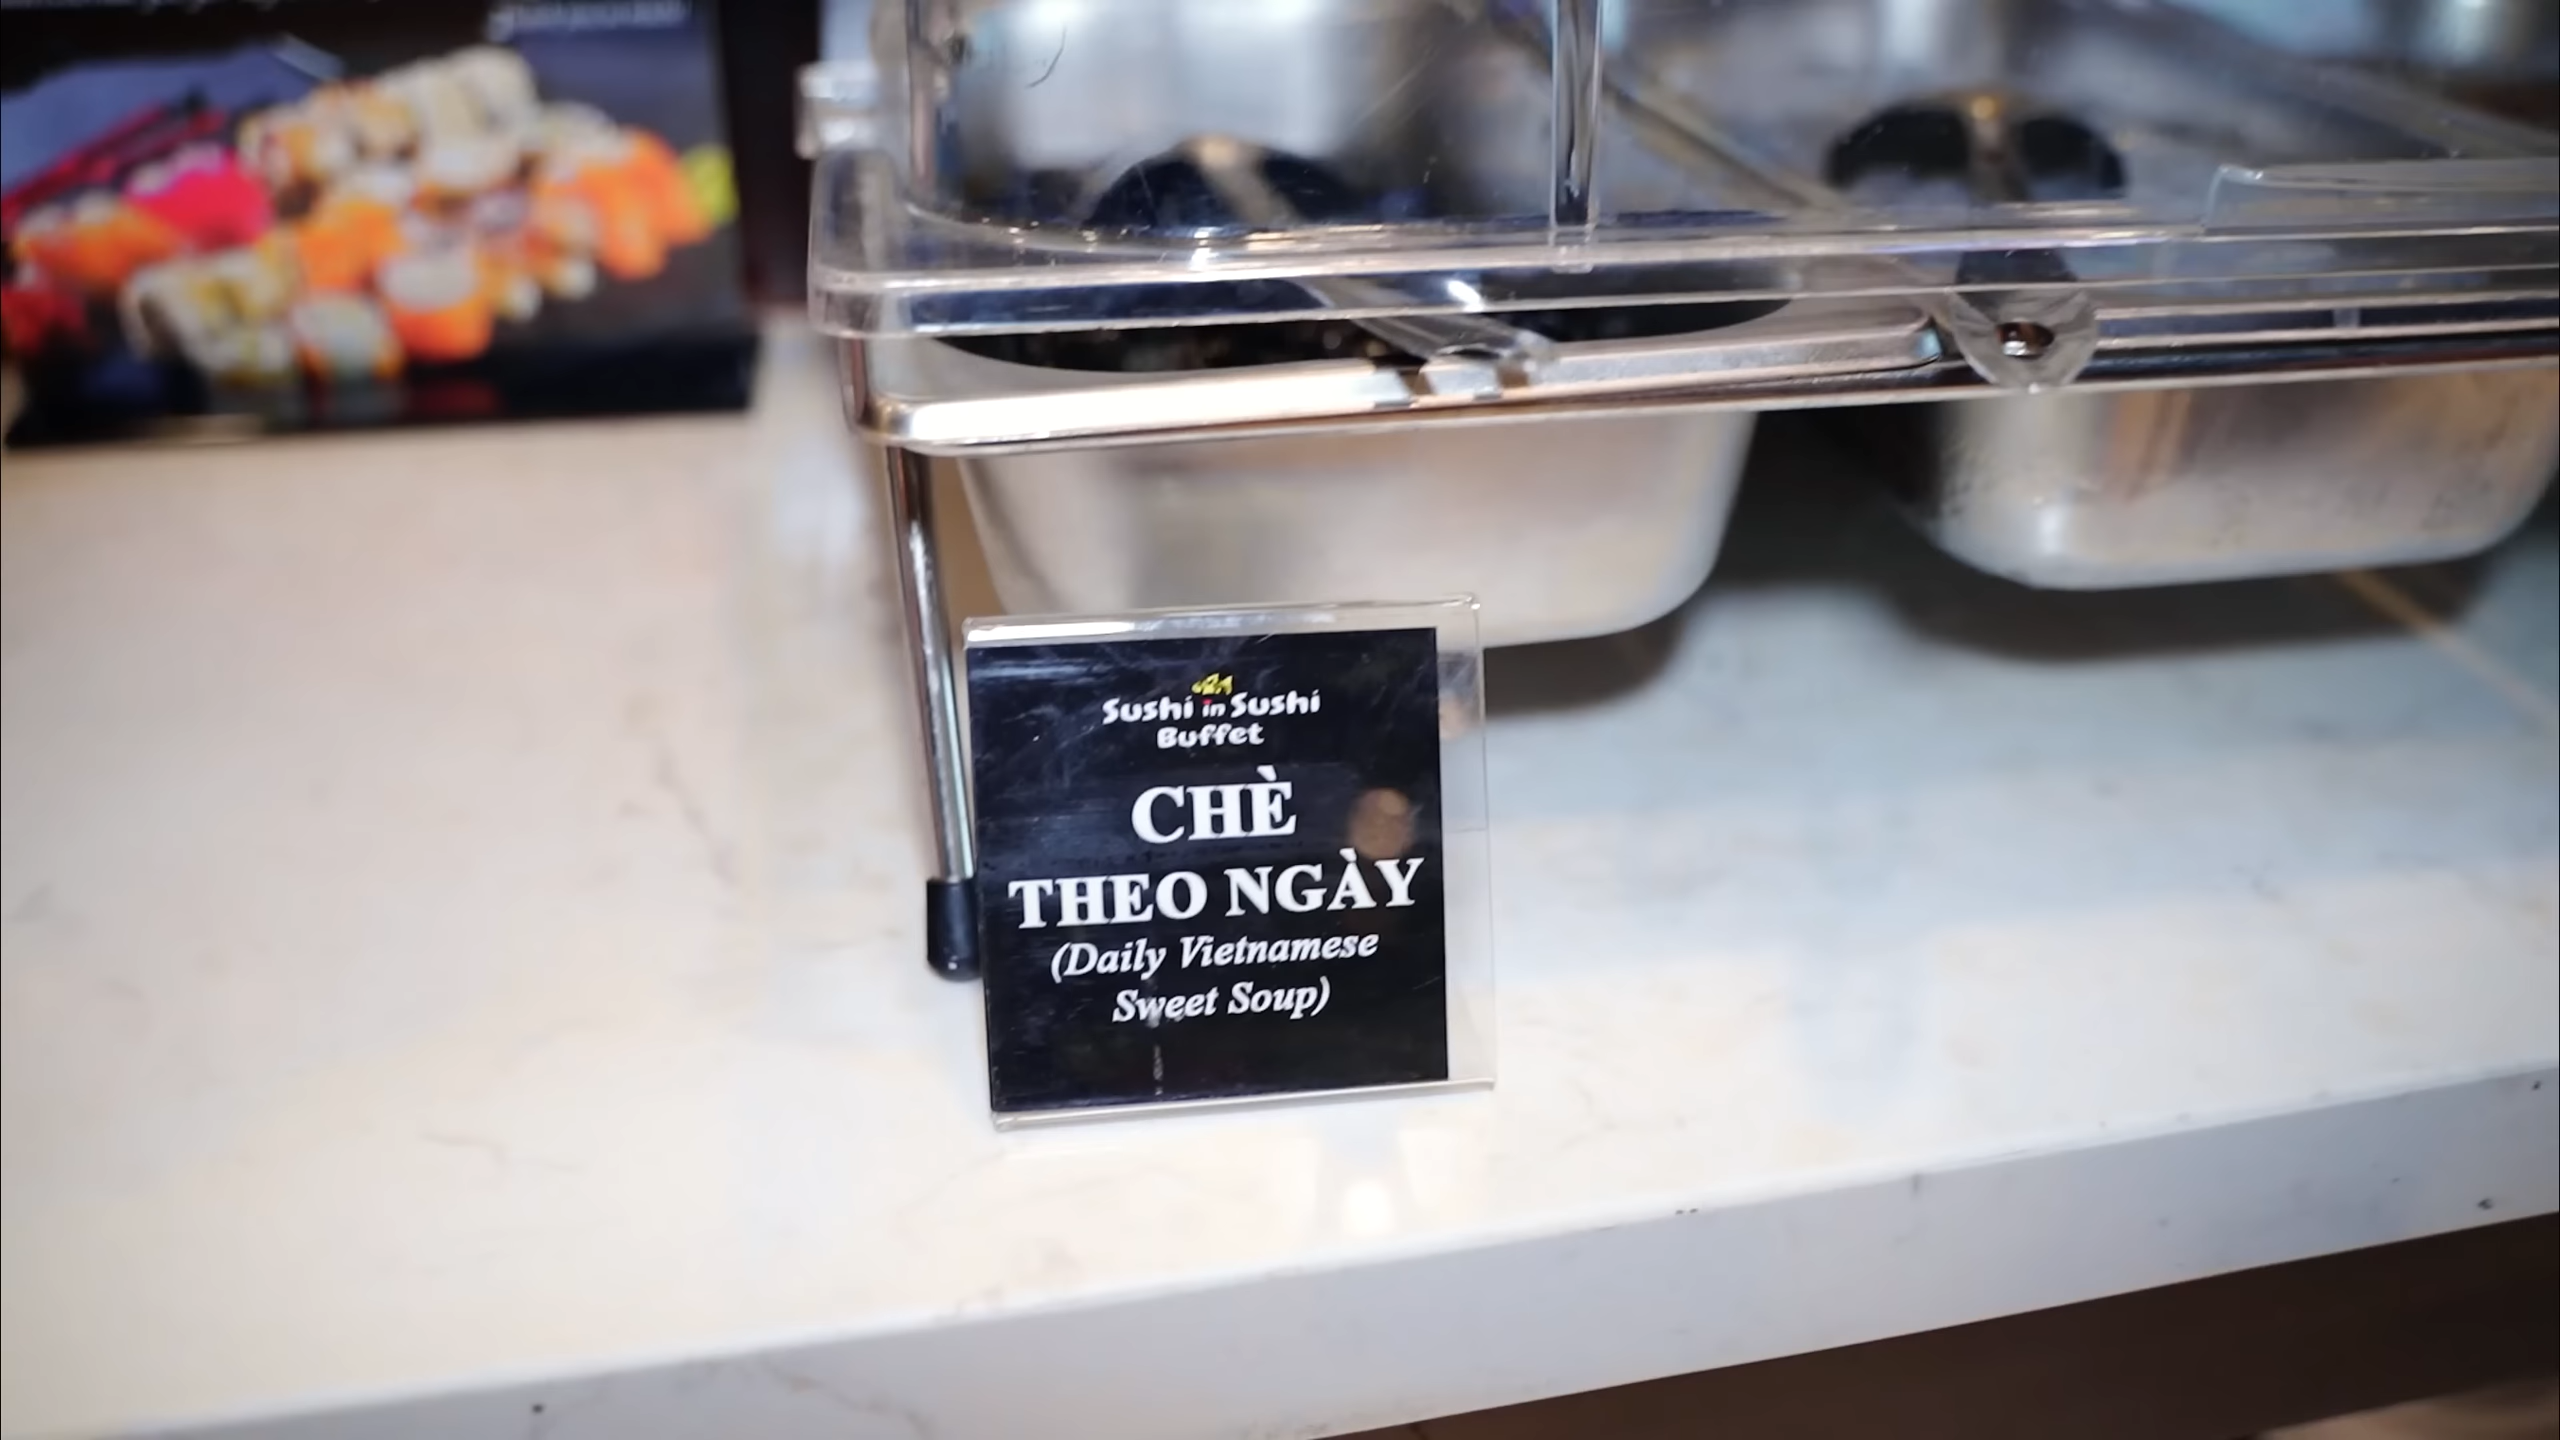 Sushi in Sushi
Buffet
CHÈ
THEO NGÀY
(Daily Vietnamese
Sweet Soup)